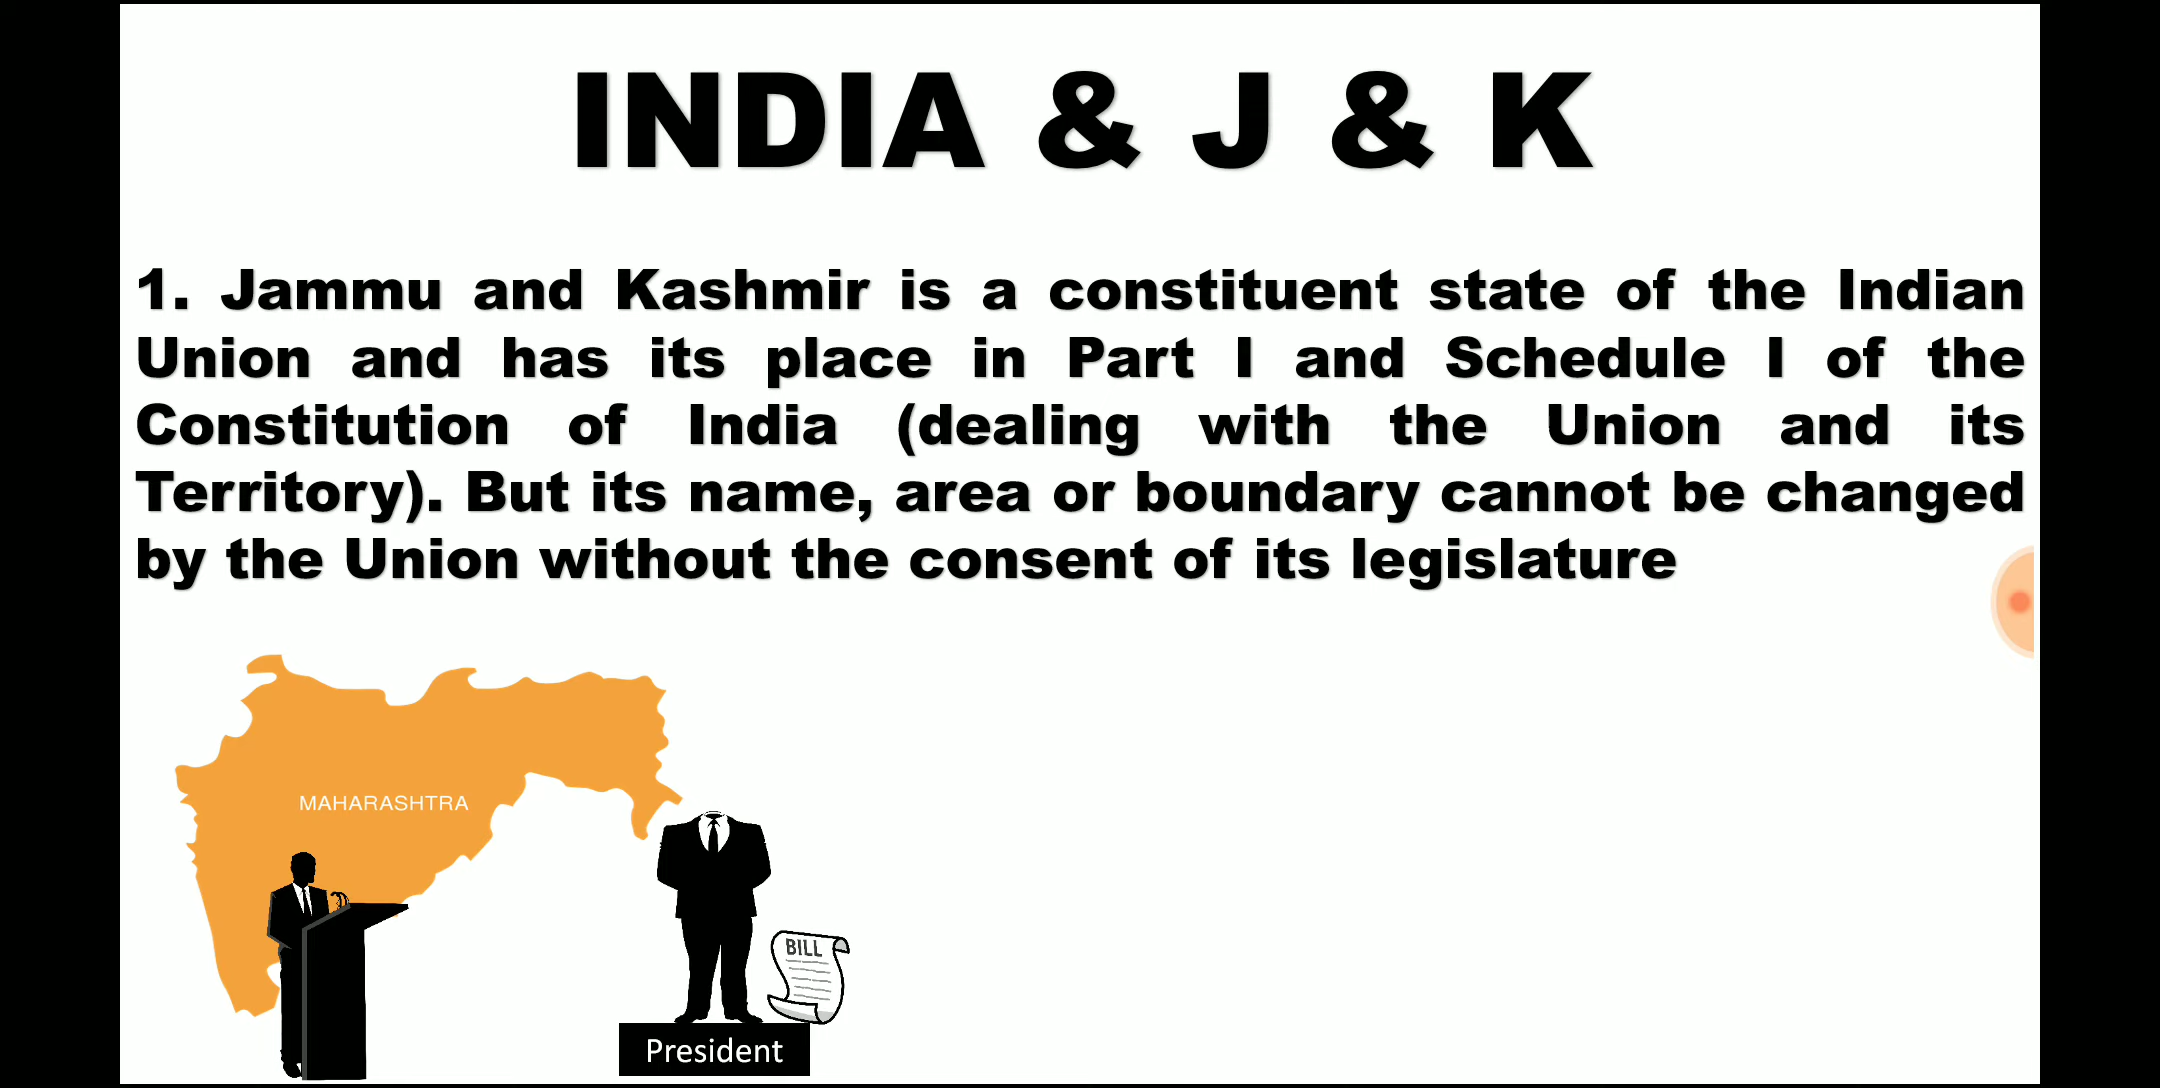 INDIA & J & K
1. Jammu and Kashmir is a constituent state of the Indian
Union and has its place in Part I and Schedule I of the
Constitution of India (dealing with the Union and its
Territory). But its name, area or boundary cannot be changed
by the Union without the consent of its legislature
MAHARASHTRA
BILL
President